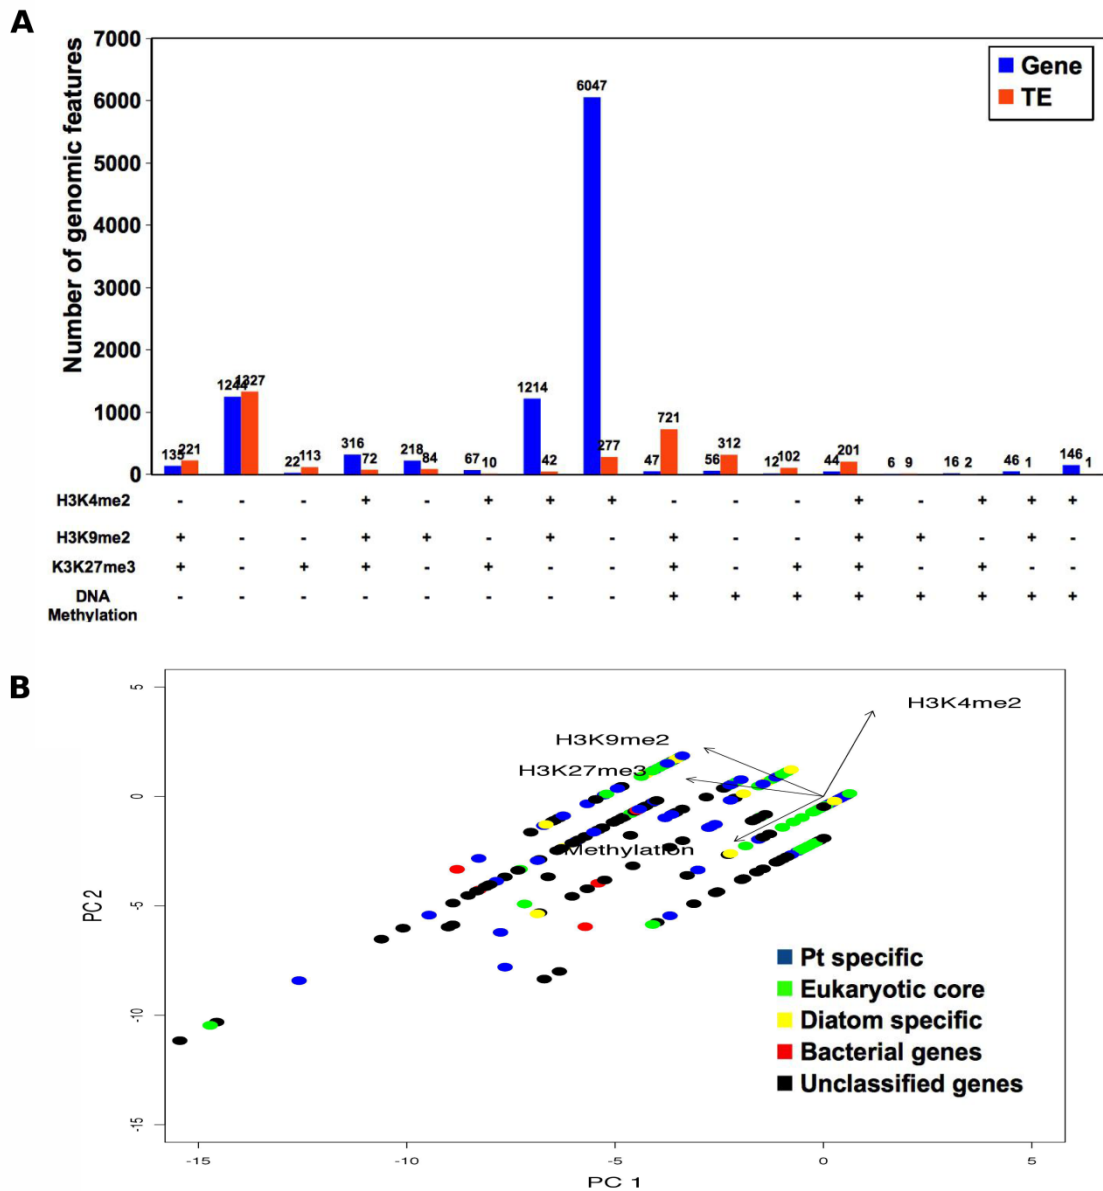 A
Number of genomic features
7000
6000
5000
4000
3000
2000
1000
0
Gene
TE
135 221 1244 1327 22 113 316 72 218 84 67 10 1214 42 6047 277 47 721 56 312 12 102 44 201 6 9 16 2 46 1 146 1
H3K4me2 - - - + - + + + - - - + - + + +
H3K9me2 + - - + + - + - + - - + + - + -
K3K27me3 + - + + - + - - + - + + - + - -
DNA Methylation - - - - - - - - + + + + + + + +
B
PC 2
5
0
-5
-10
-15
H3K4me2
H3K9me2
H3K27me3
Methylation
Pt specific
Eukaryotic core
Diatom specific
Bacterial genes
Unclassified genes
-15 -10 -5 0 5
PC 1